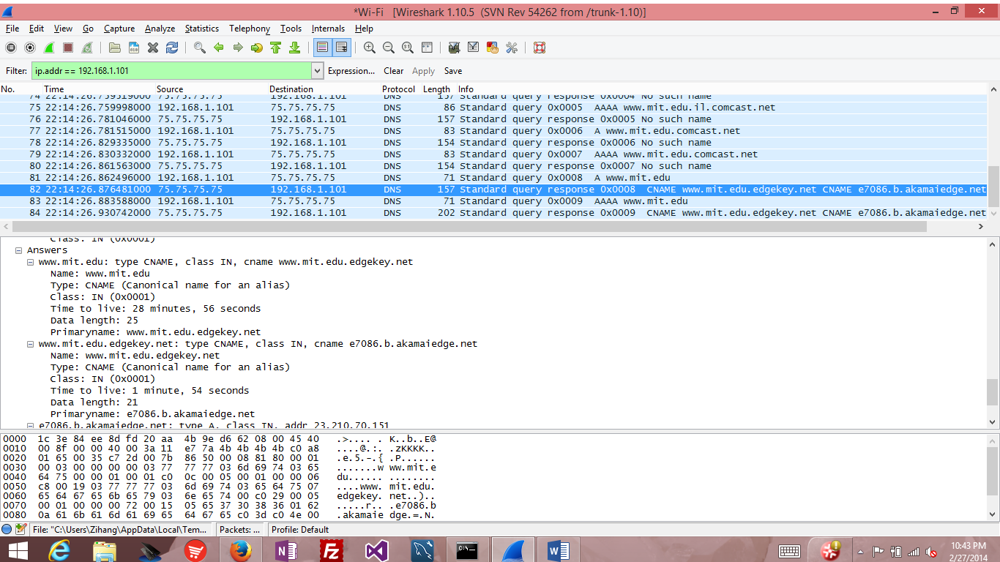 *Wi-Fi [Wireshark 1.10.5 (SVN Rev 54262 from /trunk-1.10)]
File Edit View Go Capture Analyze Statistics Telephony Tools Internals Help
Filter: ip.addr == 192.168.1.101 Expression... Clear Apply Save
No. Time Source Destination Protocol Length Info
74 22:14:26.759519000 75.75.75.75 192.168.1.101 DNS 157 Standard query response 0x0004 No such name
75 22:14:26.759995000 192.168.1.101 75.75.75.75 DNS 86 Standard query 0x0005 AAAA www.mit.edu.il.comcast.net
76 22:14:26.781046000 75.75.75.75 192.168.1.101 DNS 157 Standard query response 0x0005 No such name
77 22:14:26.781515000 192.168.1.101 75.75.75.75 DNS 83 Standard query 0x0006 A www.mit.edu.comcast.net
78 22:14:26.829335000 75.75.75.75 192.168.1.101 DNS 154 Standard query response 0x0006 No such name
79 22:14:26.830332000 192.168.1.101 75.75.75.75 DNS 83 Standard query 0x0007 AAAA www.mit.edu.comcast.net
80 22:14:26.861563000 75.75.75.75 192.168.1.101 DNS 154 Standard query response 0x0007 No such name
81 22:14:26.862496000 192.168.1.101 75.75.75.75 DNS 71 Standard query 0x0008 A www.mit.edu
82 22:14:26.876481000 75.75.75.75 192.168.1.101 DNS 157 Standard query response 0x0008 CNAME www.mit.edu.edgekey.net CNAME e7086.b.akamaiedge.net
83 22:14:26.883588000 192.168.1.101 75.75.75.75 DNS 71 Standard query 0x0009 AAAA www.mit.edu
84 22:14:26.930742000 75.75.75.75 192.168.1.101 DNS 202 Standard query response 0x0009 CNAME www.mit.edu.edgekey.net CNAME e7086.b.akamaiedge.net
Class: IN (0x0001)
Answers
www.mit.edu: type CNAME, class IN, cname www.mit.edu.edgekey.net
Name: www.mit.edu
Type: CNAME (Canonical name for an alias)
Class: IN (0x0001)
Time to live: 28 minutes, 56 seconds
Data length: 25
Primaryname: www.mit.edu.edgekey.net
www.mit.edu.edgekey.net: type CNAME, class IN, cname e7086.b.akamaiedge.net
Name: www.mit.edu.edgekey.net
Type: CNAME (Canonical name for an alias)
Class: IN (0x0001)
Time to live: 1 minute, 54 seconds
Data length: 21
Primaryname: e7086.b.akamaiedge.net
e7086.b.akamaiedge.net: type A, class IN, addr 23.210.70.151
0000 1c 3e 84 ee 8d fd 20 aa 4b 9e d6 62 08 00 45 40 .>.... . K..b..E@
0010 00 8f 00 00 40 00 3a 11 e7 7a 4b 4b 4b 4b c0 a8 ....@.:. .zKKKK..
0020 01 65 00 35 c7 2d 00 7b 86 50 00 08 81 80 00 01 .e.5.-.{ .P......
0030 00 03 00 00 00 00 03 77 77 77 03 6d 69 74 03 65 .......w ww.mit.e
0040 64 75 00 00 01 00 01 c0 0c 00 05 00 01 00 00 06 du...... ........
0050 c8 00 19 03 77 77 77 03 6d 69 74 03 65 64 75 07 ....www. mit.edu.
0060 65 64 67 65 6b 65 79 03 6e 65 74 00 c0 29 00 05 edgekey. net..)..
0070 00 01 00 00 00 72 00 15 05 65 37 30 38 36 01 62 .....r.. .e7086.b
0080 0a 61 6b 61 6d 61 69 65 64 67 65 c0 3d c0 4e 00 .akamaie dge.=.N.
File: "C:\Users\Zihang\AppData\Local\Tem... Packets: ... Profile: Default
10:43 PM
2/27/2014